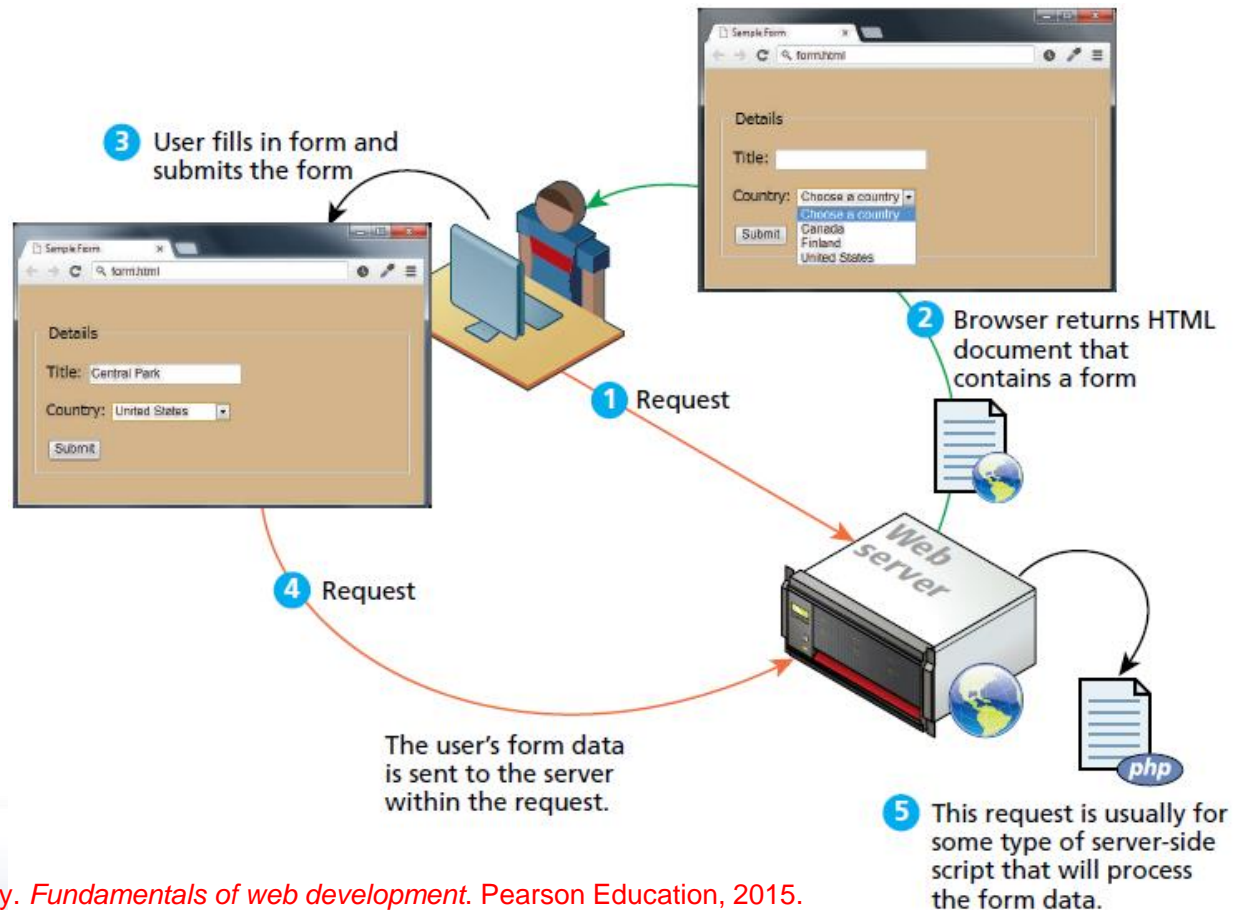 Sample Form
form.html
Details
Title:
Country: Choose a country
Choose a country
Canada
Finland
United States
Submit
3 User fills in form and
submits the form
Sample Form
form.html
Details
Title: Central Park
Country: United States
Submit
2 Browser returns HTML
document that
contains a form
1 Request
Web
server
4 Request
The user's form data
is sent to the server
within the request.
php
5 This request is usually for
some type of server-side
script that will process
the form data.
y. Fundamentals of web development. Pearson Education, 2015.